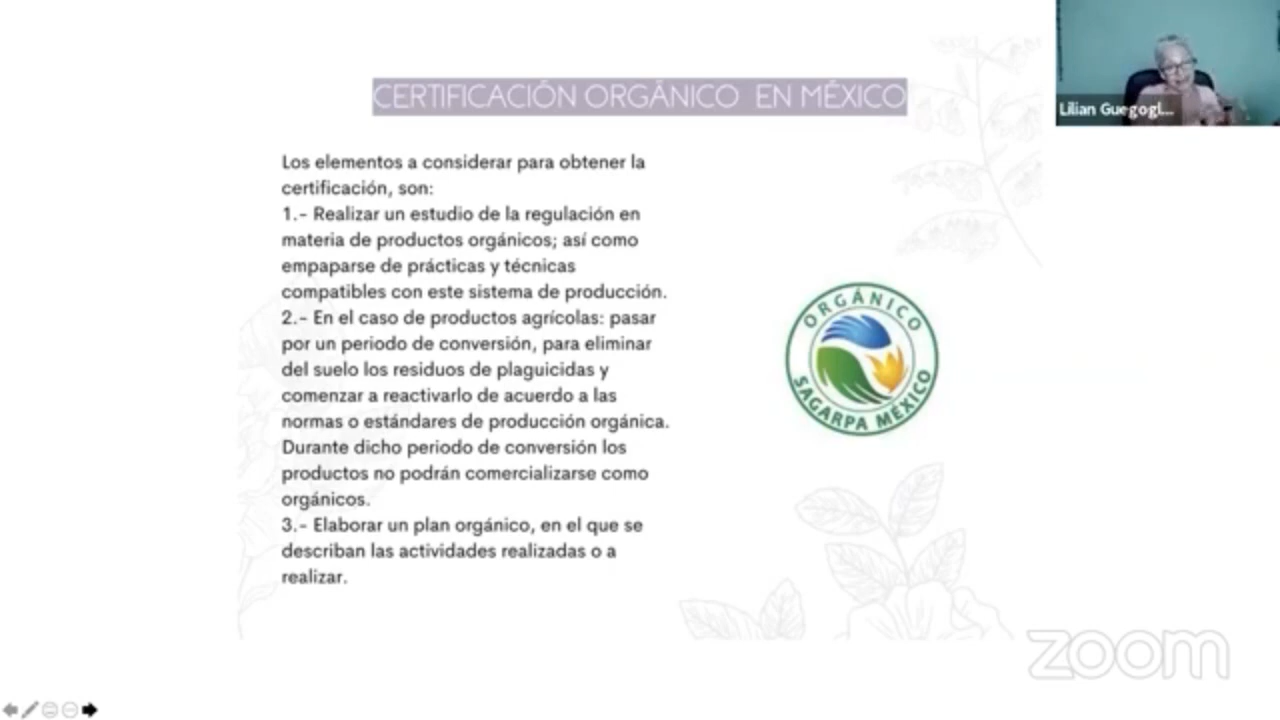 CERTIFICACIÓN ORGÁNICO EN MÉXICO
Lilian Guegogl...
Los elementos a considerar para obtener la
certificación, son:
1.- Realizar un estudio de la regulación en
materia de productos orgánicos; así como
empaparse de prácticas y técnicas
compatibles con este sistema de producción.
2.- En el caso de productos agrícolas: pasar
por un periodo de conversión, para eliminar
del suelo los residuos de plaguicidas y
comenzar a reactivarlo de acuerdo a las
normas o estándares de producción orgánica.
Durante dicho periodo de conversión los
productos no podrán comercializarse como
orgánicos.
3.- Elaborar un plan orgánico, en el que se
describan las actividades realizadas o a
realizar.
ORGÁNICO
SAGARPA MÉXICO
zoom